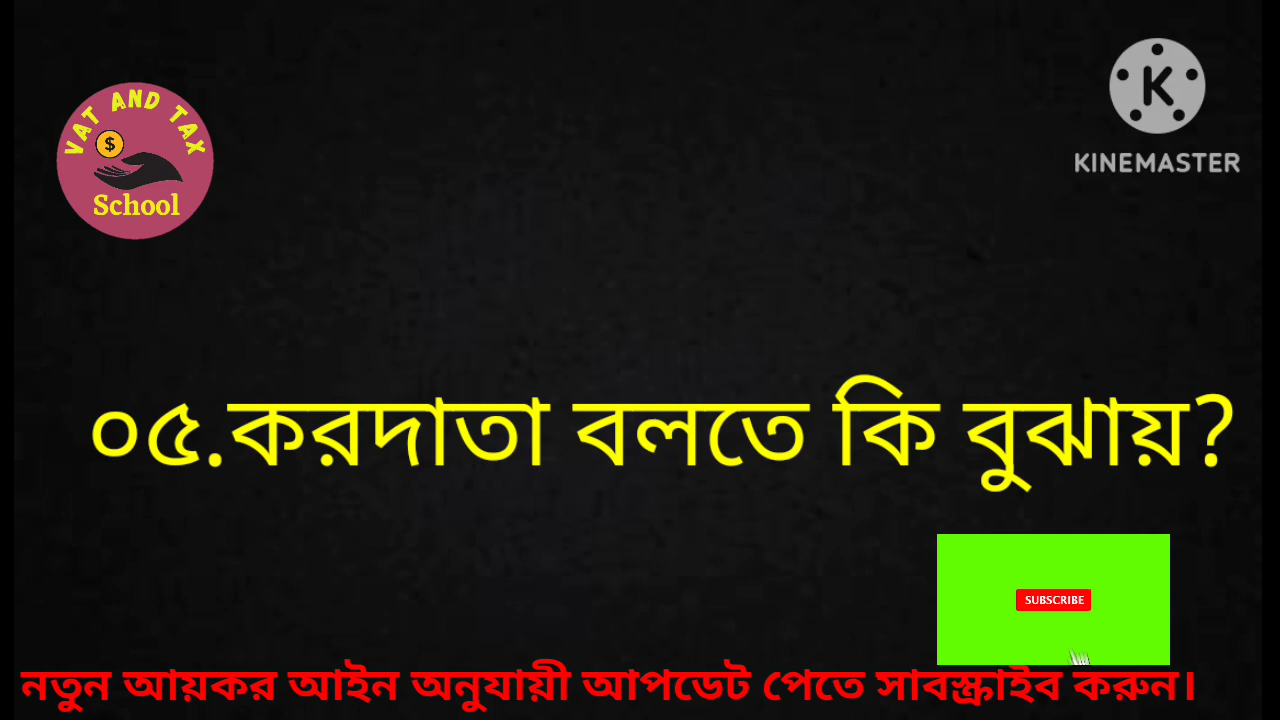 VAT AND TAX
$
School
K
KINEMASTER
০৫.করদাতা বলতে কি বুঝায়?
SUBSCRIBE
নতুন আয়কর আইন অনুযায়ী আপডেট পেতে সাবস্ক্রাইব করুন।